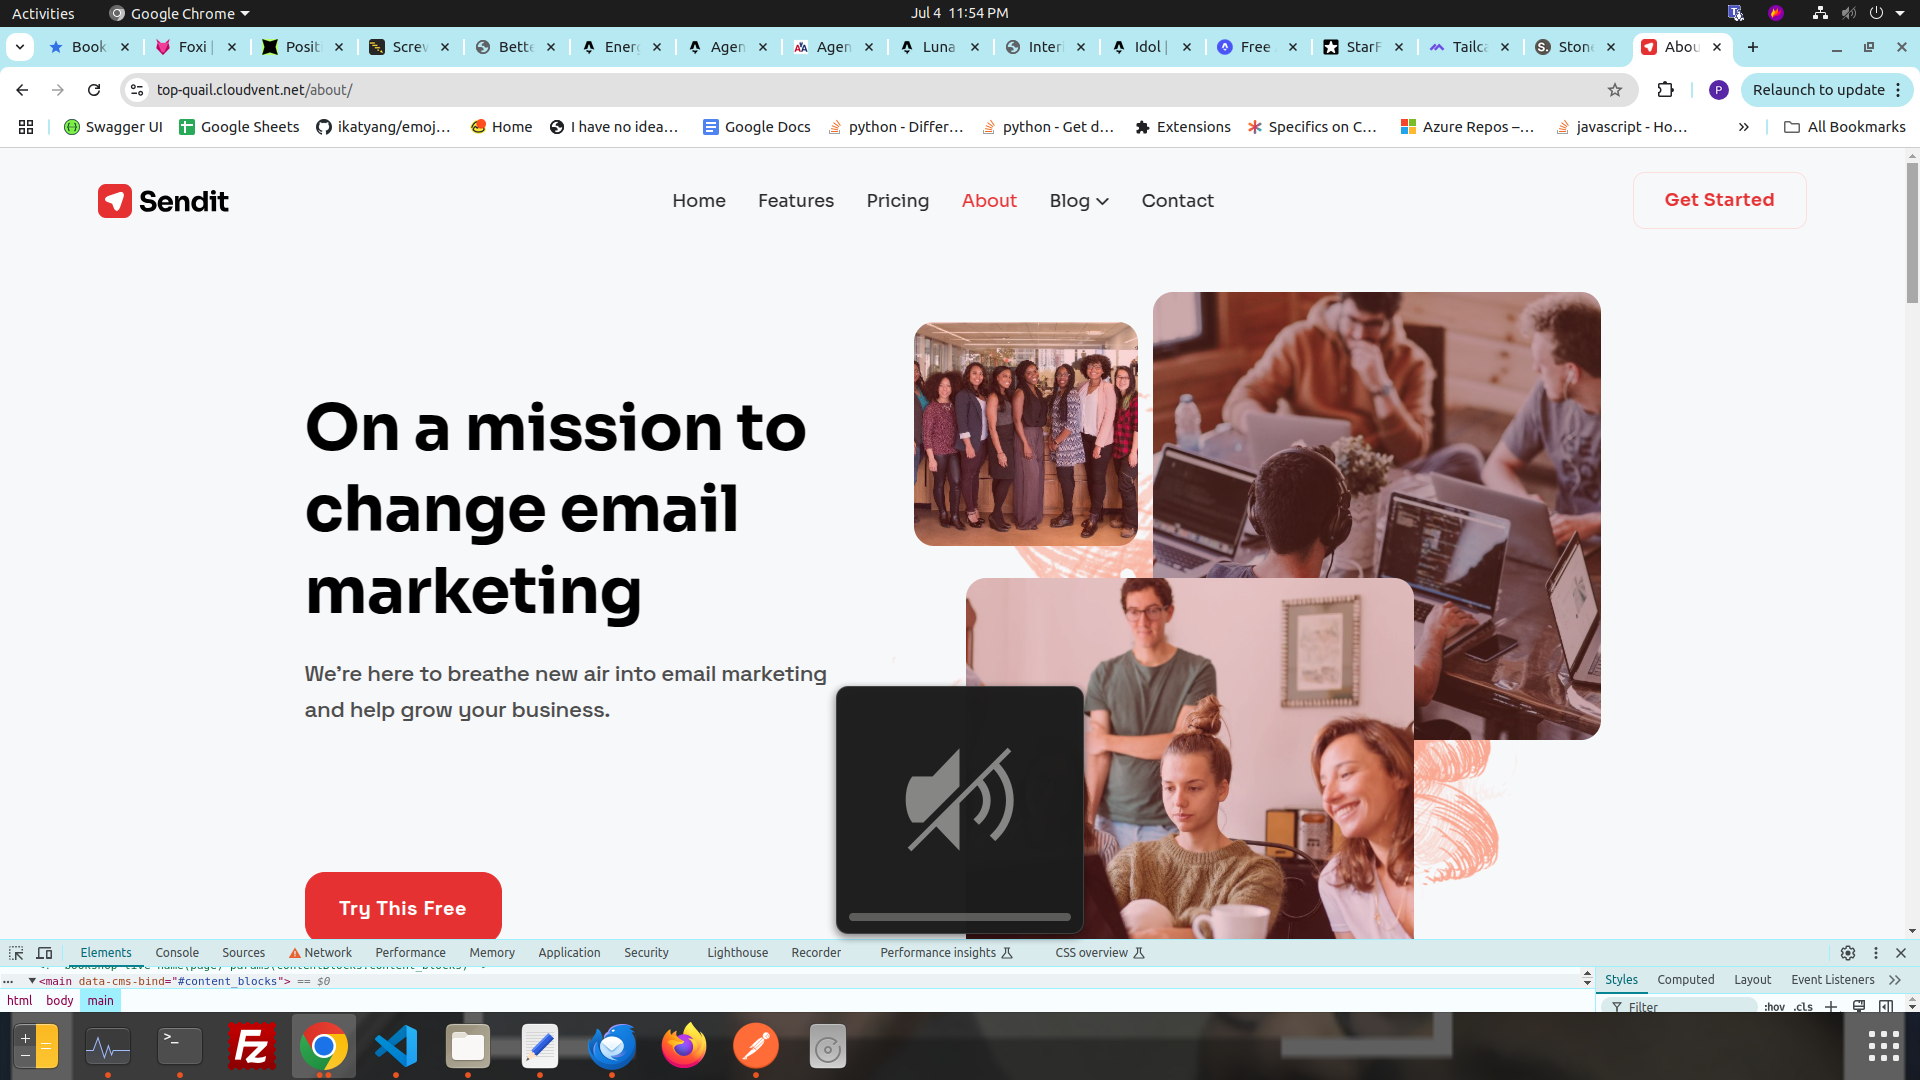 Activities
Google Chrome
Jul 4 11:54 PM
Book
Foxi |
Posit
Screw
Bette
Energ
Agen
Agen
Luna
Inter
Idol |
Free
StarF
Tailca
Ston
Abou
top-quail.cloudvent.net/about/
P
Relaunch to update
Swagger UI
Google Sheets
ikatyang/emoj…
Home
I have no idea…
Google Docs
python - Differ…
python - Get d…
Extensions
Specifics on C…
Azure Repos –…
javascript - Ho…
All Bookmarks
Sendit
Home
Features
Pricing
About
Blog
Contact
Get Started
On a mission to
change email
marketing
We’re here to breathe new air into email marketing
and help grow your business.
Try This Free
Elements
Console
Sources
Network
Performance
Memory
Application
Security
Lighthouse
Recorder
Performance insights
CSS overview
<main data-cms-bind="#content_blocks"> == $0
Styles
Computed
Layout
Event Listeners
html
body
main
Filter
:hov
.cls